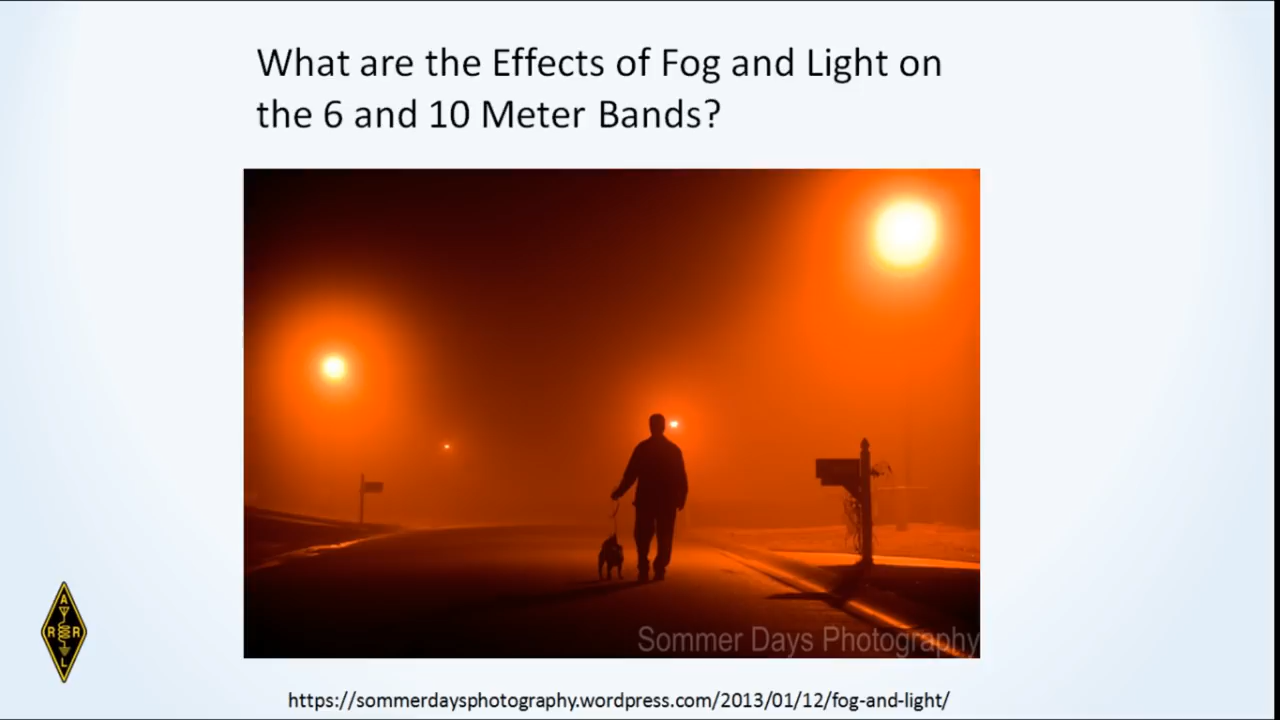 What are the Effects of Fog and Light on
the 6 and 10 Meter Bands?
Sommer Days Photography
A
R R
L
https://sommerdaysphotography.wordpress.com/2013/01/12/fog-and-light/